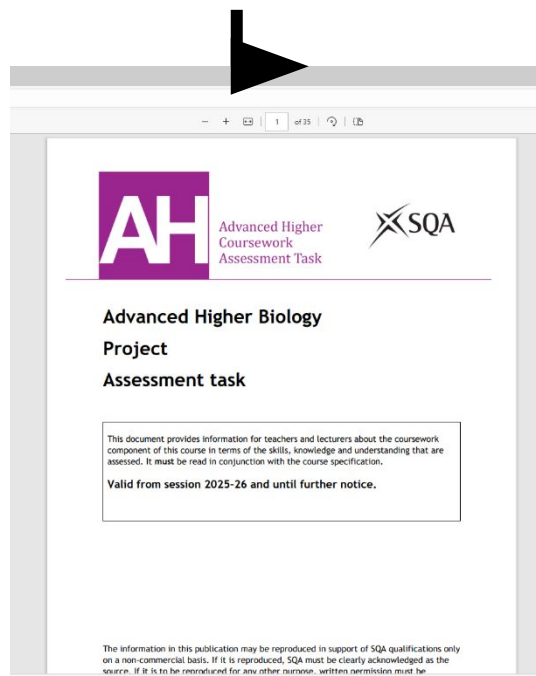 1 of 35
AH
Advanced Higher
Coursework
Assessment Task
SQA
Advanced Higher Biology
Project
Assessment task
This document provides information for teachers and lecturers about the coursework
component of this course in terms of the skills, knowledge and understanding that are
assessed. It must be read in conjunction with the course specification.
Valid from session 2025-26 and until further notice.
The information in this publication may be reproduced in support of SQA qualifications only
on a non-commercial basis. If it is reproduced, SQA must be clearly acknowledged as the
source. If it is to be reproduced for any other purpose, written permission must be